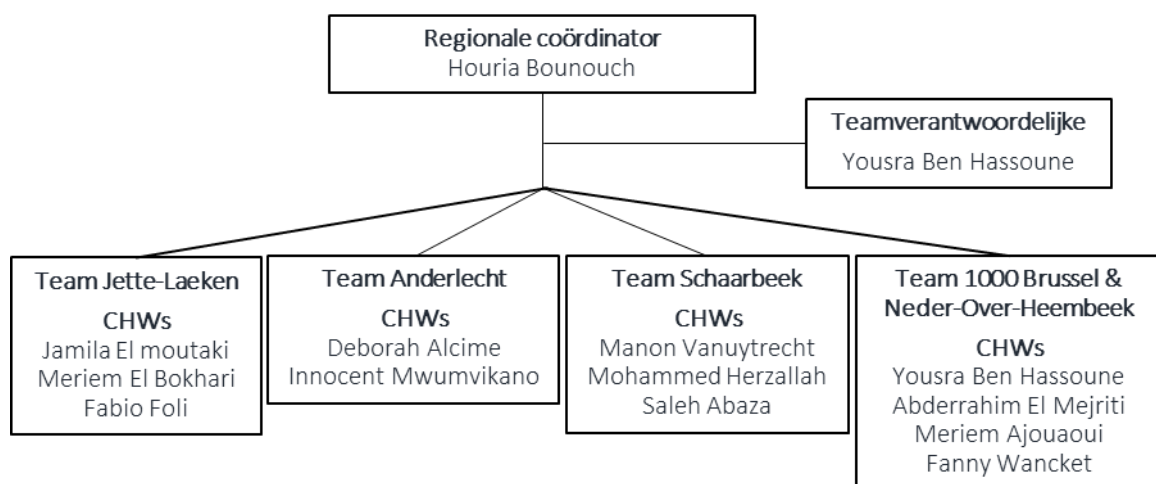 Regionale coördinator
Houria Bounouch
Teamverantwoordelijke
Yousra Ben Hassoune
Team Jette-Laeken
CHWs
Jamila El moutaki
Meriem El Bokhari
Fabio Foli
Team Anderlecht
CHWs
Deborah Alcime
Innocent Mwumvikano
Team Schaarbeek
CHWs
Manon Vanuytrecht
Mohammed Herzallah
Saleh Abaza
Team 1000 Brussel &
Neder-Over-Heembeek
CHWs
Yousra Ben Hassoune
Abderrahim El Mejriti
Meriem Ajouaoui
Fanny Wancket